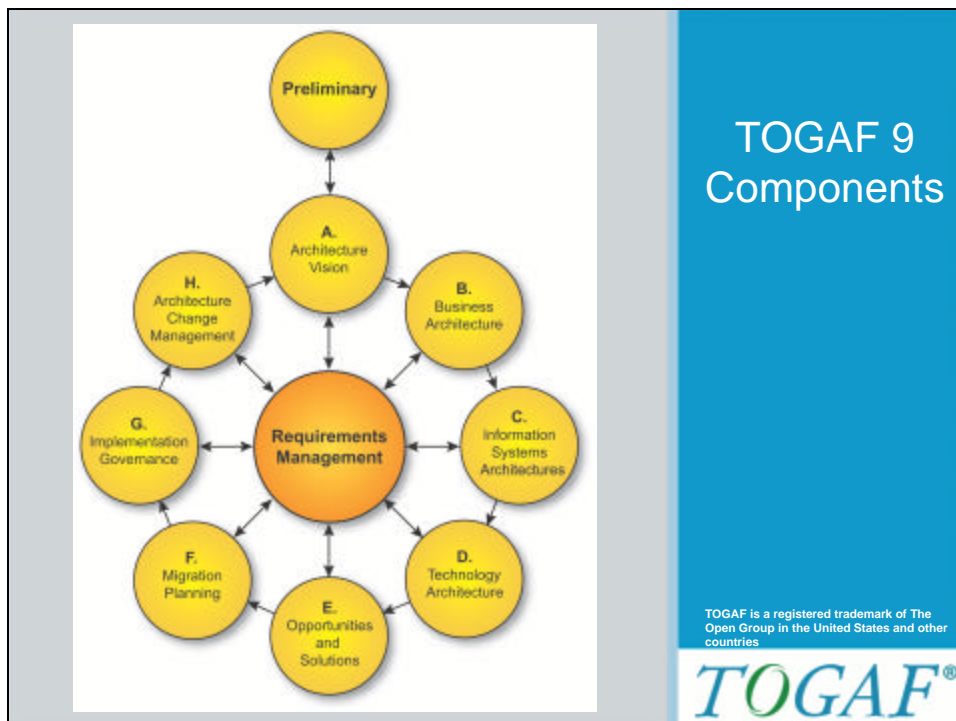 Preliminary
A.
Architecture
Vision
H.
Architecture
Change
Management
B.
Business
Architecture
G.
Implementation
Governance
Requirements
Management
C.
Information
Systems
Architectures
F.
Migration
Planning
D.
Technology
Architecture
E.
Opportunities
and
Solutions
TOGAF 9
Components
TOGAF is a registered trademark of The
Open Group in the United States and other
countries
TOGAF®